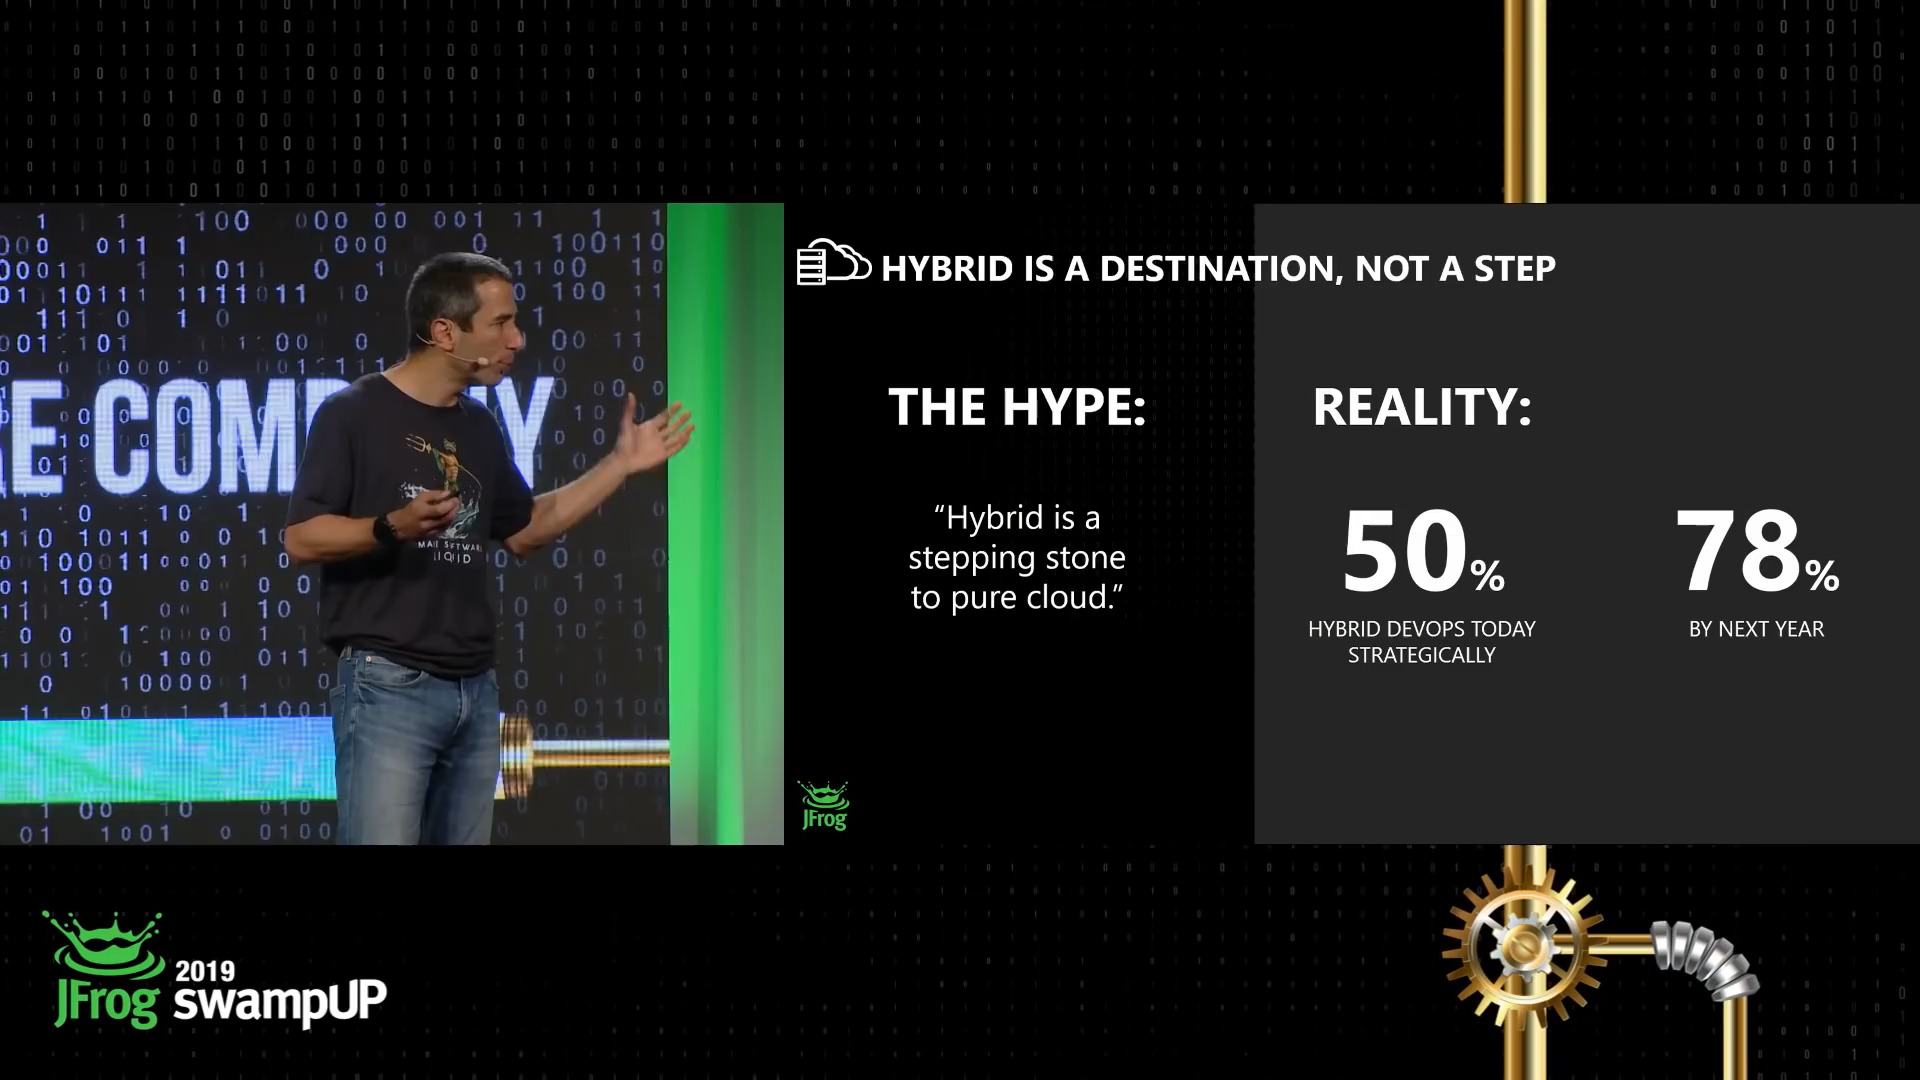 HYBRID IS A DESTINATION, NOT A STEP
THE HYPE:
“Hybrid is a
stepping stone
to pure cloud.”
REALITY:
50%
HYBRID DEVOPS TODAY
STRATEGICALLY
78%
BY NEXT YEAR
JFrog
JFrog
2019
swampUP